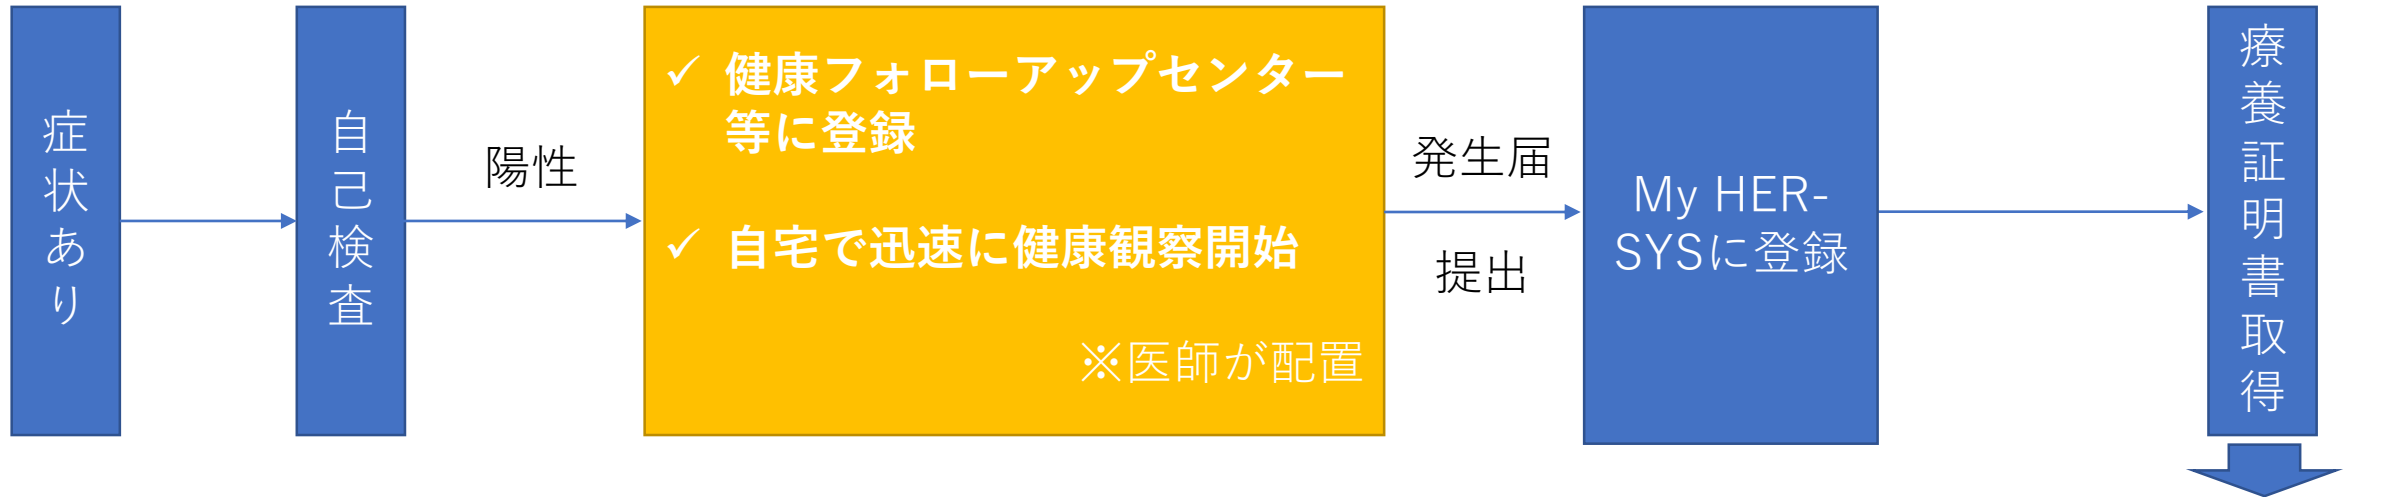 症状あり
自己検査
陽性
✓ 健康フォローアップセンター
等に登録
✓ 自宅で迅速に健康観察開始
※医師が配置
発生届
提出
My HER-
SYSに登録
療養証明書取得